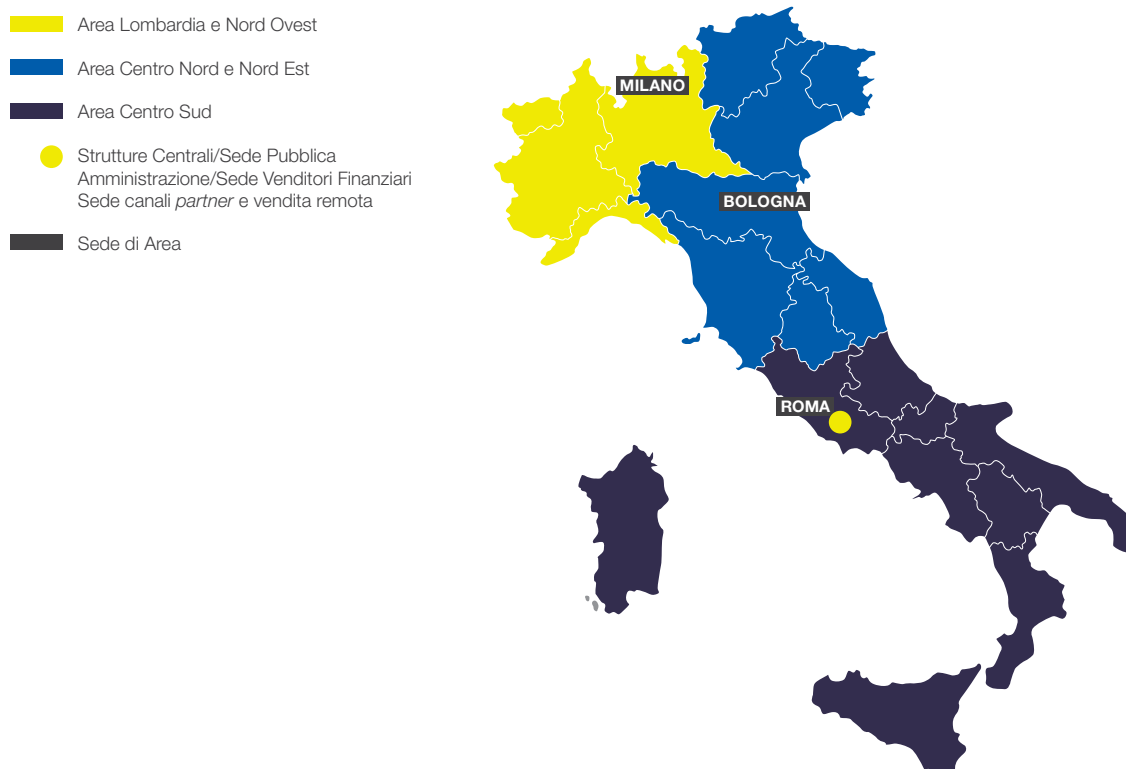 Area Lombardia e Nord Ovest
Area Centro Nord e Nord Est
Area Centro Sud
Strutture Centrali/Sede Pubblica
Amministrazione/Sede Venditori Finanziari
Sede canali partner e vendita remota
Sede di Area
MILANO
BOLOGNA
ROMA